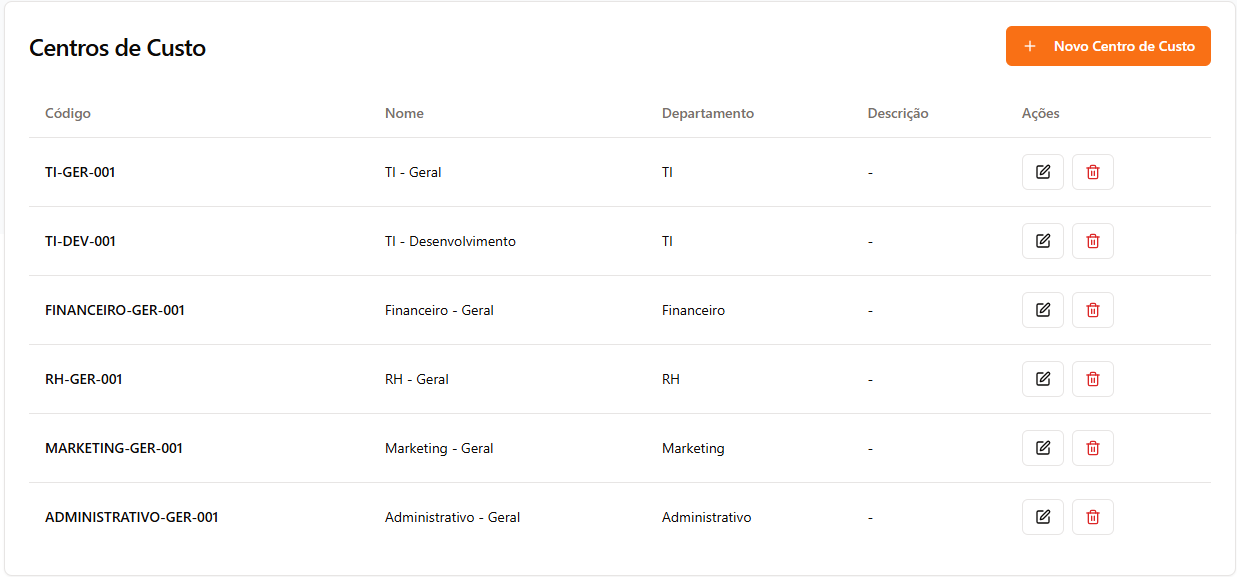 Centros de Custo
+ Novo Centro de Custo
Código Nome Departamento Descrição Ações
TI-GER-001 TI - Geral TI -
TI-DEV-001 TI - Desenvolvimento TI -
FINANCEIRO-GER-001 Financeiro - Geral Financeiro -
RH-GER-001 RH - Geral RH -
MARKETING-GER-001 Marketing - Geral Marketing -
ADMINISTRATIVO-GER-001 Administrativo - Geral Administrativo -